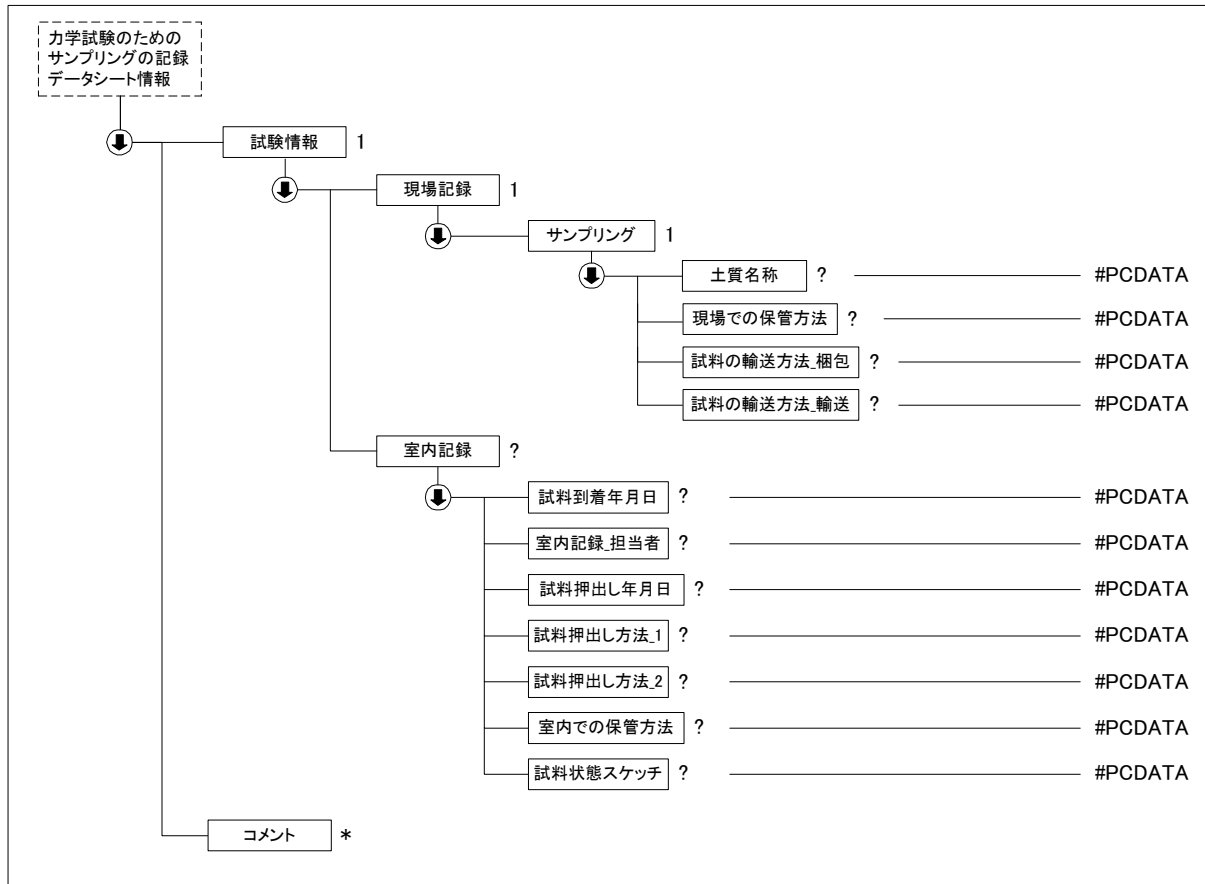 力学試験のための
サンプリングの記録
データシート情報
試験情報 1
現場記録 1
サンプリング 1
土質名称 ? #PCDATA
現場での保管方法 ? #PCDATA
試料の輸送方法_梱包 ? #PCDATA
試料の輸送方法_輸送 ? #PCDATA
室内記録 ?
試料到着年月日 ? #PCDATA
室内記録_担当者 ? #PCDATA
試料押出し年月日 ? #PCDATA
試料押出し方法_1 ? #PCDATA
試料押出し方法_2 ? #PCDATA
室内での保管方法 ? #PCDATA
試料状態スケッチ ? #PCDATA
コメント *